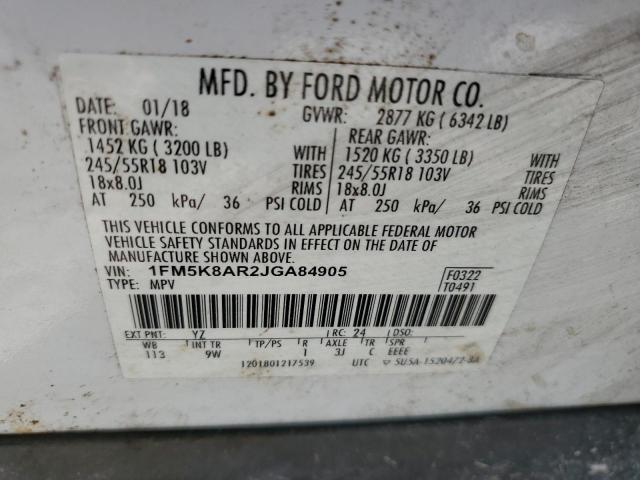 MFD. BY FORD MOTOR CO.
DATE: 01/18 GVWR: 2877 KG ( 6342 LB)
FRONT GAWR: REAR GAWR:
1452 KG ( 3200 LB) WITH 1520 KG ( 3350 LB) WITH
245/55R18 103V TIRES 245/55R18 103V TIRES
18x8.0J RIMS 18x8.0J RIMS
AT 250 kPa/ 36 PSI COLD AT 250 kPa/ 36 PSI COLD
THIS VEHICLE CONFORMS TO ALL APPLICABLE FEDERAL MOTOR
VEHICLE SAFETY STANDARDS IN EFFECT ON THE DATE OF
MANUFACTURE SHOWN ABOVE.
VIN: 1FM5K8AR2JGA84905 F0322
TYPE: MPV T0491
EXT PNT: YZ RC: 24 DSO:
WB INT TR TP/PS R AXLE TR SPR
113 9W 1 3J C EEEE
1201801217539 UTC